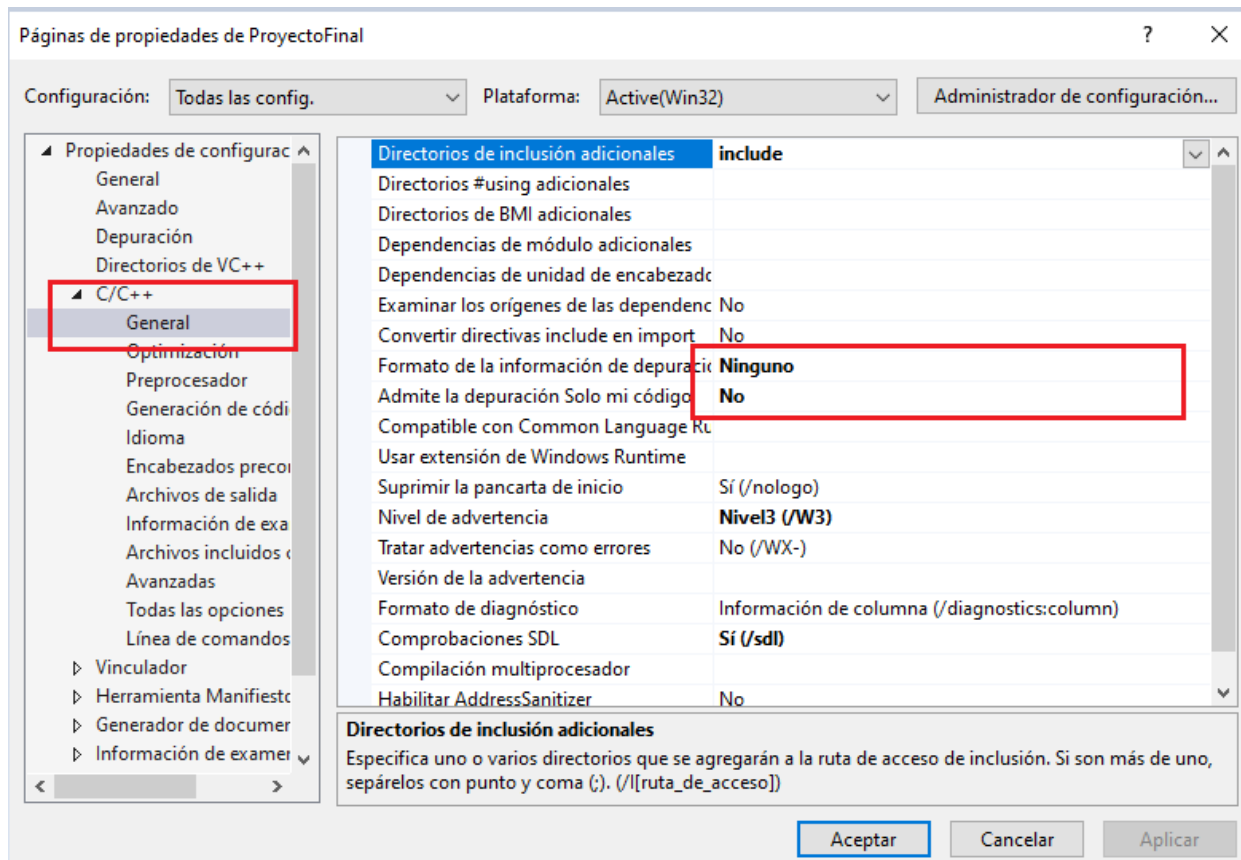 Páginas de propiedades de ProyectoFinal
?
Configuración: Todas las config. Plataforma: Active(Win32) Administrador de configuración...
Propiedades de configurac
General
Avanzado
Depuración
Directorios de VC++
C/C++
General
Optimización
Preprocesador
Generación de códi
Idioma
Encabezados precor
Archivos de salida
Información de exa
Archivos incluidos
Avanzadas
Todas las opciones
Línea de comandos
Vinculador
Herramienta Manifiesto
Generador de documer
Información de examer
Directorios de inclusión adicionales include
Directorios #using adicionales
Directorios de BMI adicionales
Dependencias de módulo adicionales
Dependencias de unidad de encabezado
Examinar los orígenes de las dependenc No
Convertir directivas include en import No
Formato de la información de depuració Ninguno
Admite la depuración Solo mi código No
Compatible con Common Language Ru
Usar extensión de Windows Runtime
Suprimir la pancarta de inicio Sí (/nologo)
Nivel de advertencia Nivel3 (/W3)
Tratar advertencias como errores No (/WX-)
Versión de la advertencia
Formato de diagnóstico Información de columna (/diagnostics:column)
Comprobaciones SDL Sí (/sdl)
Compilación multiprocesador
Habilitar AddressSanitizer No
Directorios de inclusión adicionales
Especifica uno o varios directorios que se agregarán a la ruta de acceso de inclusión. Si son más de uno,
sepárelos con punto y coma (;). (/I[ruta_de_acceso])
Aceptar Cancelar Aplicar